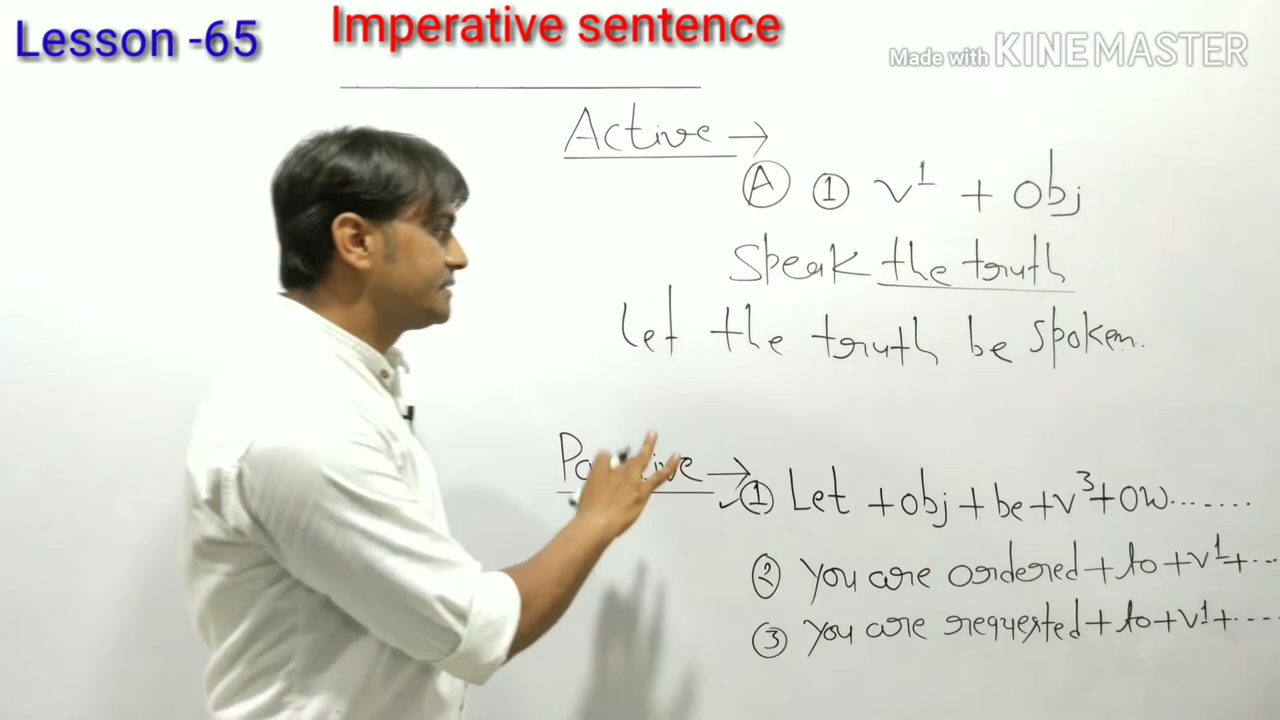 Lesson -65
Imperative sentence
Made with KINEMASTER
Active →
A 1 v¹ + obj
Speak the truth
Let the truth be spoken.
→ 1 Let + obj + be + v³ + ow.......
2 You are ordered + to + v¹ + ...
3 You are requested + to + v1 + ....